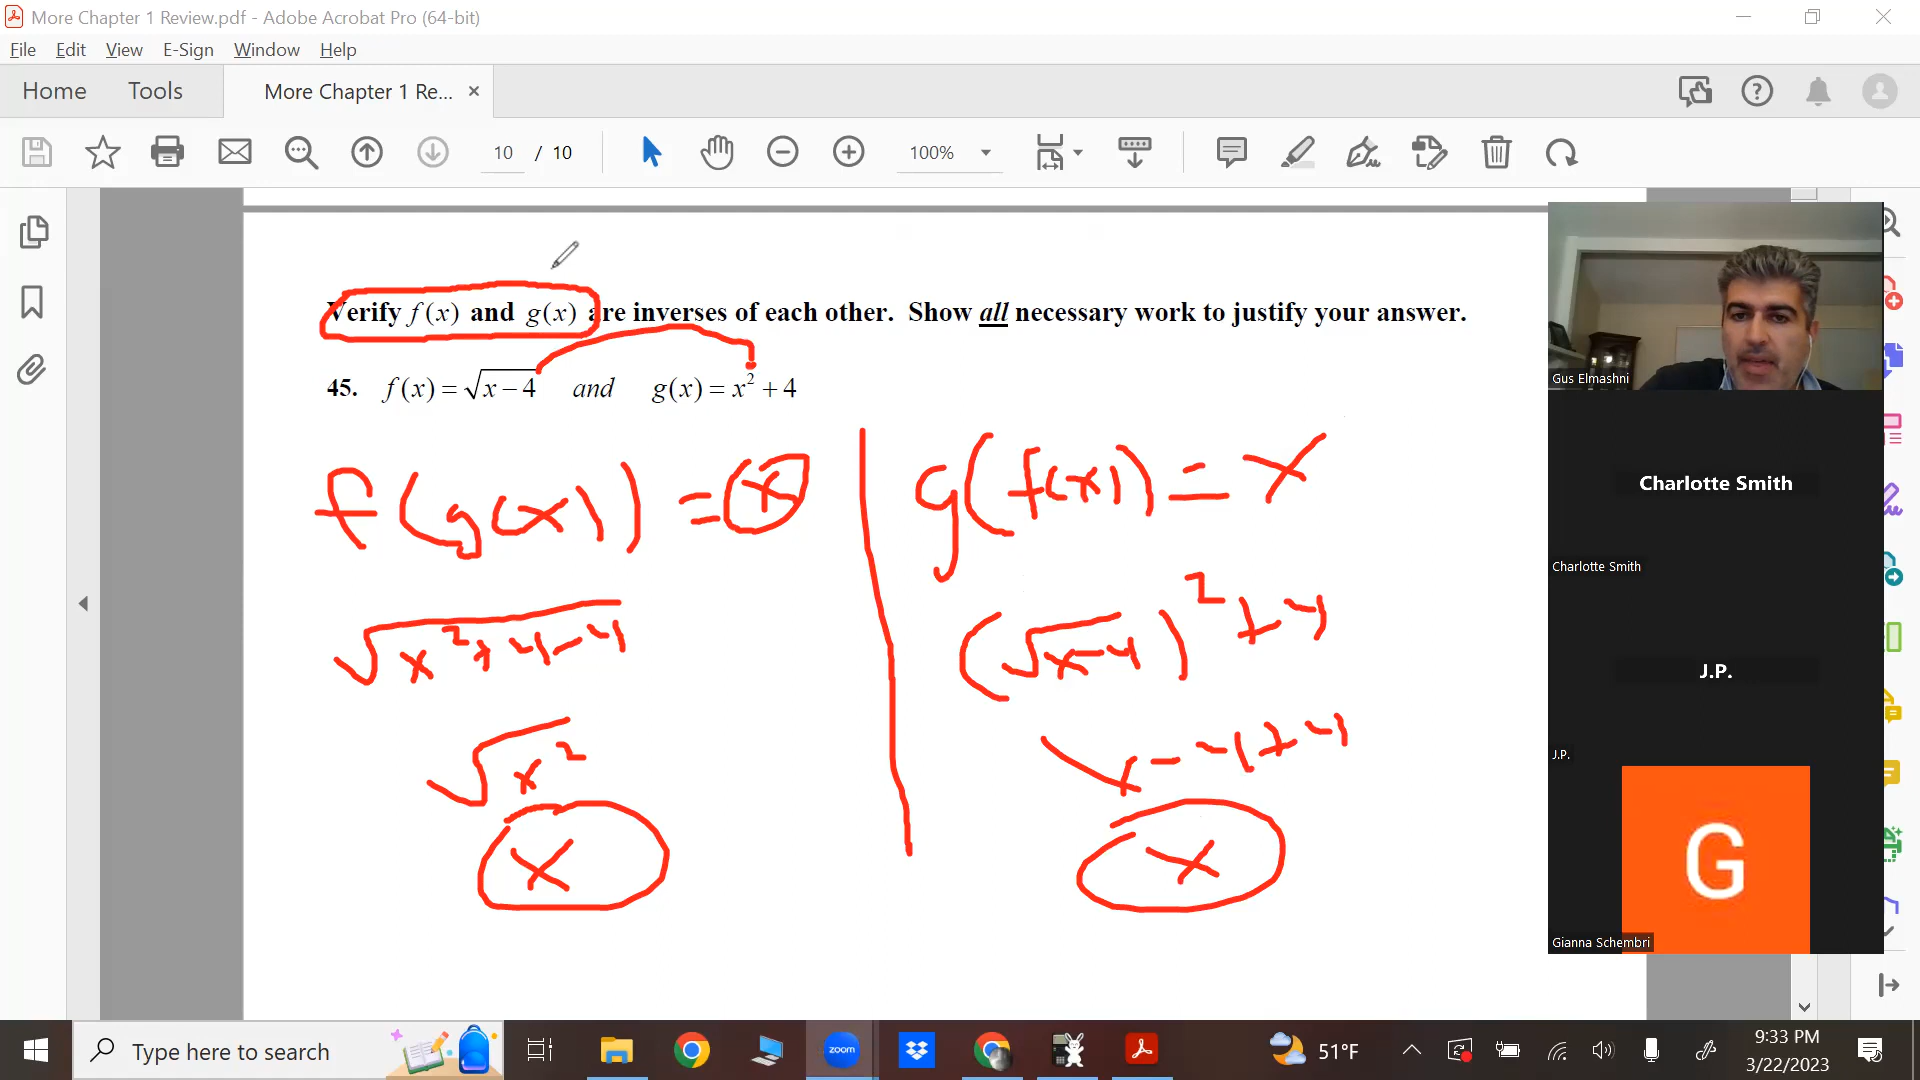 More Chapter 1 Review.pdf - Adobe Acrobat Pro (64-bit)
File Edit View E-Sign Window Help
Home Tools More Chapter 1 Re... ×
10 / 10 100%
Verify f(x) and g(x) are inverses of each other. Show all necessary work to justify your answer.
45. f(x) = √(x − 4) and g(x) = x² + 4
f(g(x)) = x
g(f(x)) = x
√(x² + 4 − 4)
(√(x − 4))² + 4
√x²
x − 4 + 4
x
x
Gus Elmashni
Charlotte Smith
Charlotte Smith
J.P.
J.P.
G
Gianna Schembri
Type here to search
zoom
51°F
9:33 PM
3/22/2023